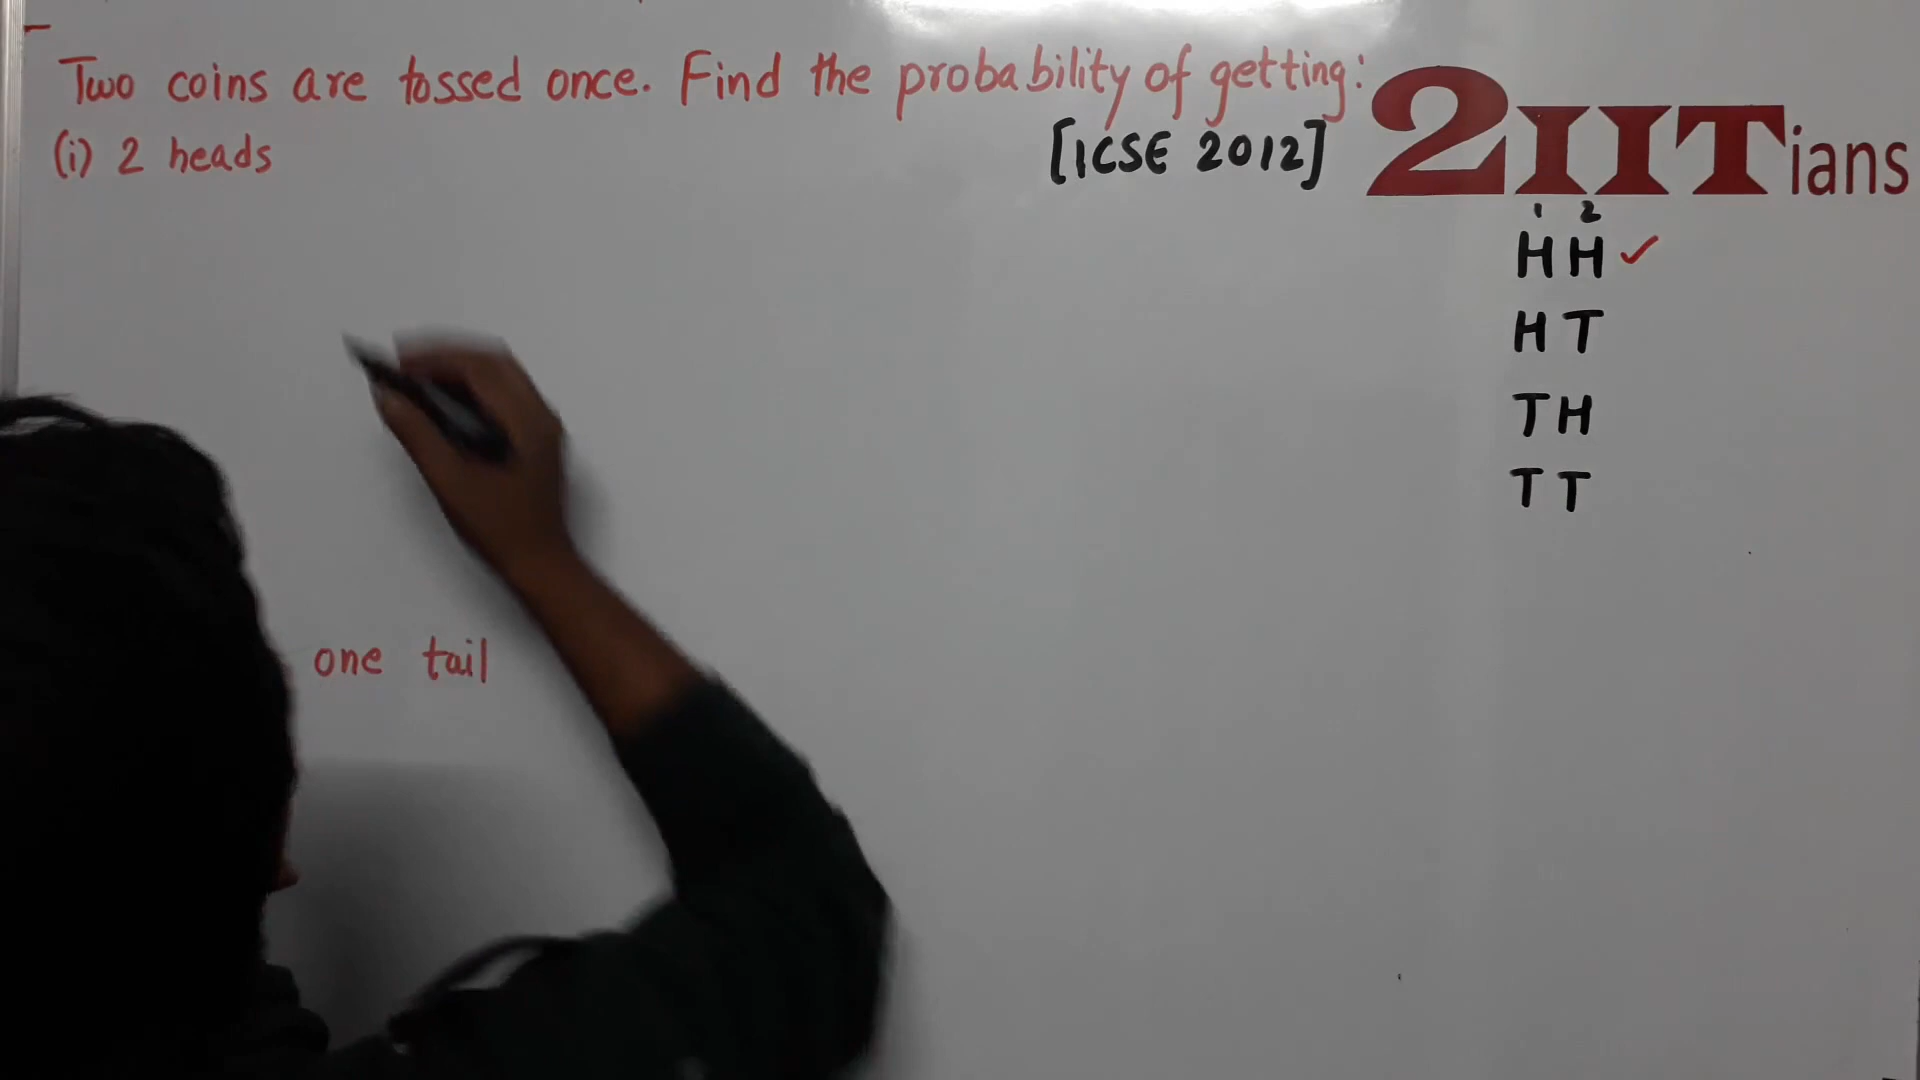 Two coins are tossed once. Find the probability of getting:
(i) 2 heads
[ICSE 2012]
2IITians
1 2
H H ✓
H T
T H
T T
one tail